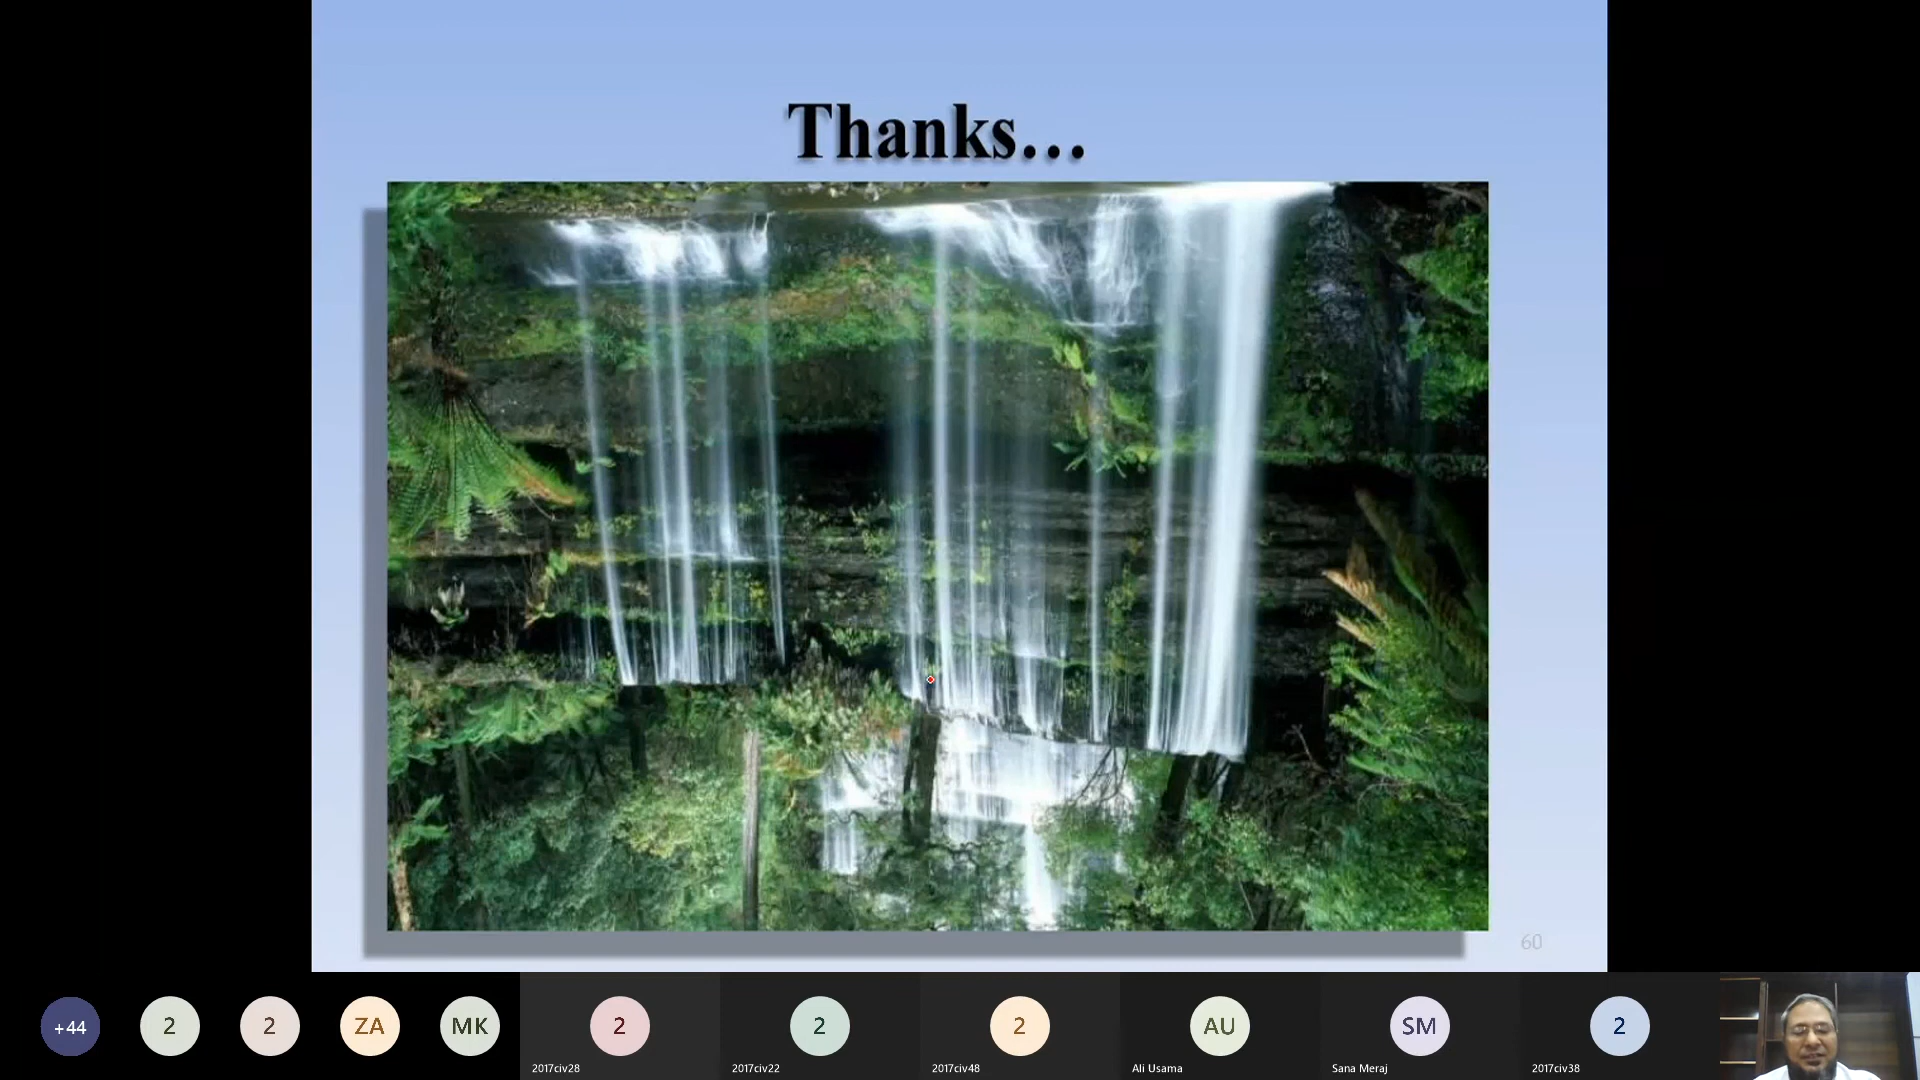 Thanks...
60
+44
2
2
ZA
MK
2
2
2
AU
SM
2
2017civ28
2017civ22
2017civ48
Ali Usama
Sana Meraj
2017civ38